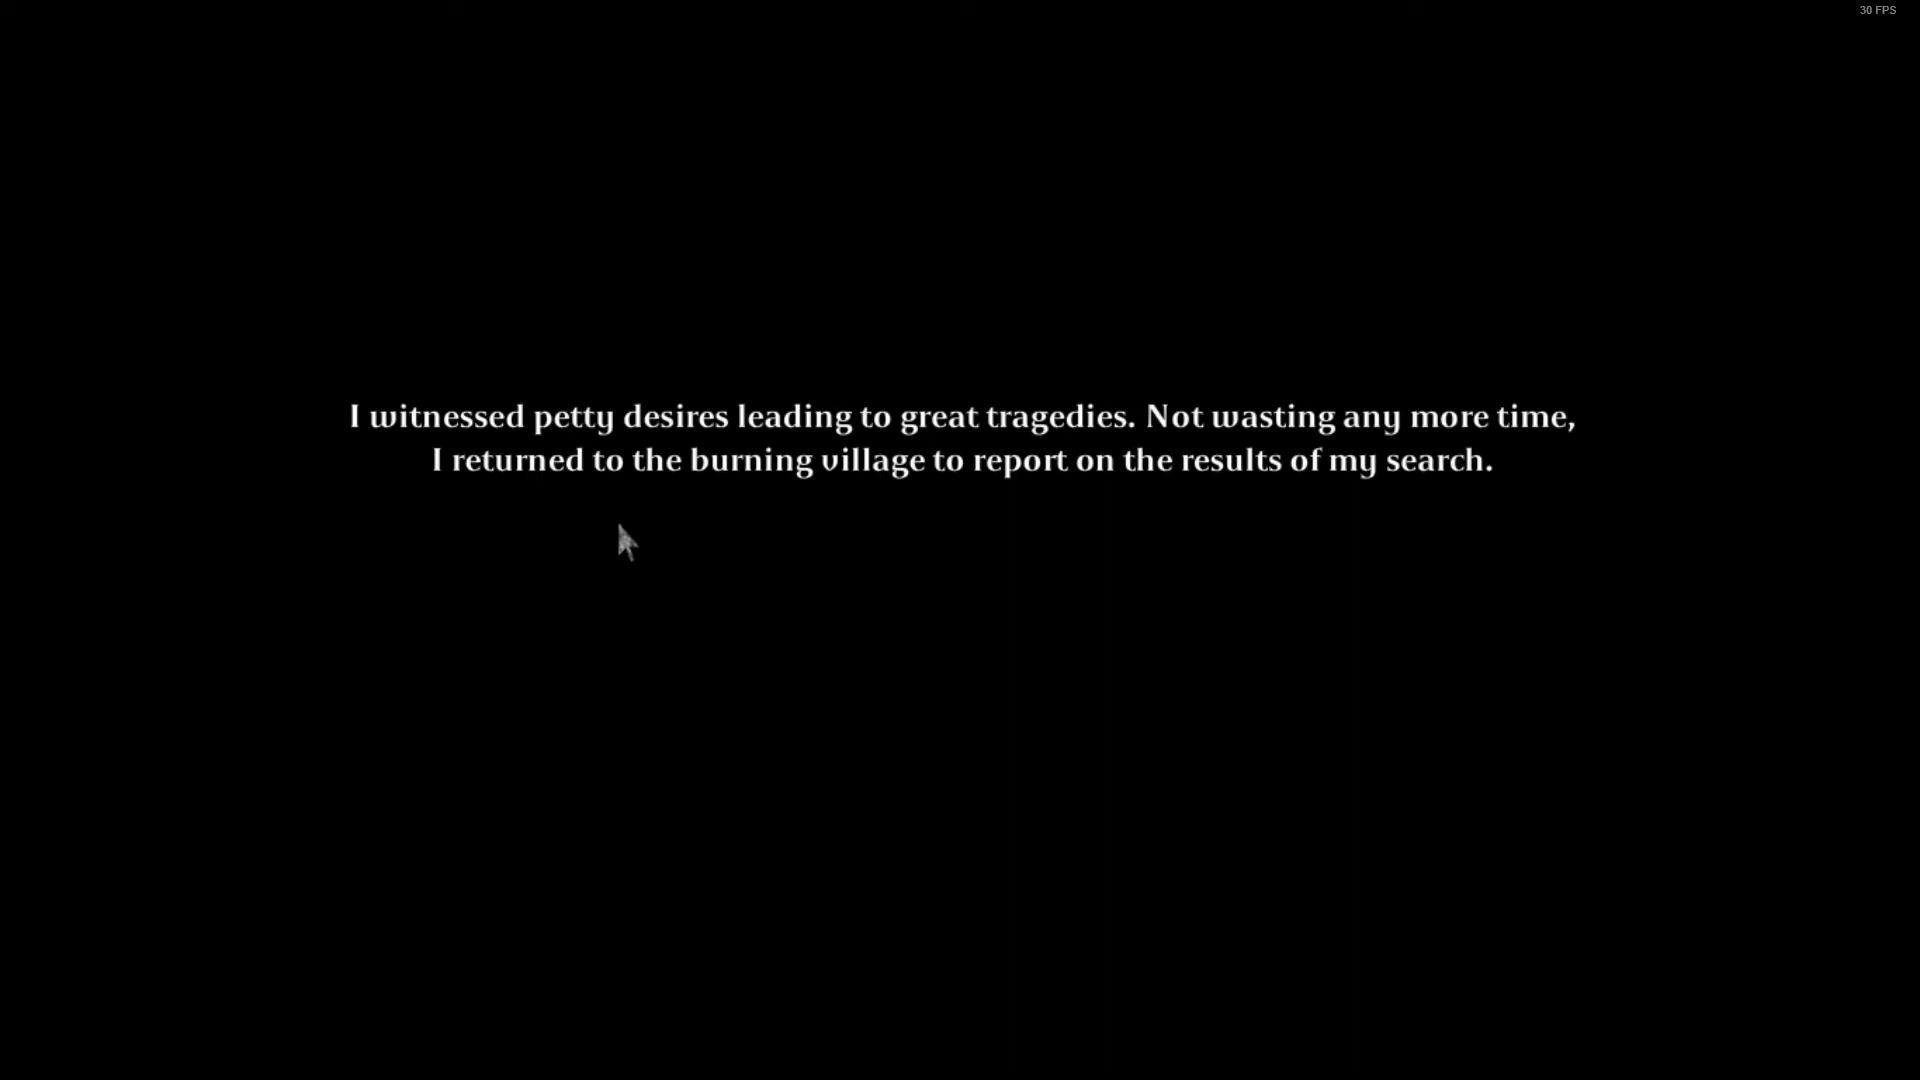 30 FPS
I witnessed petty desires leading to great tragedies. Not wasting any more time,
I returned to the burning village to report on the results of my search.